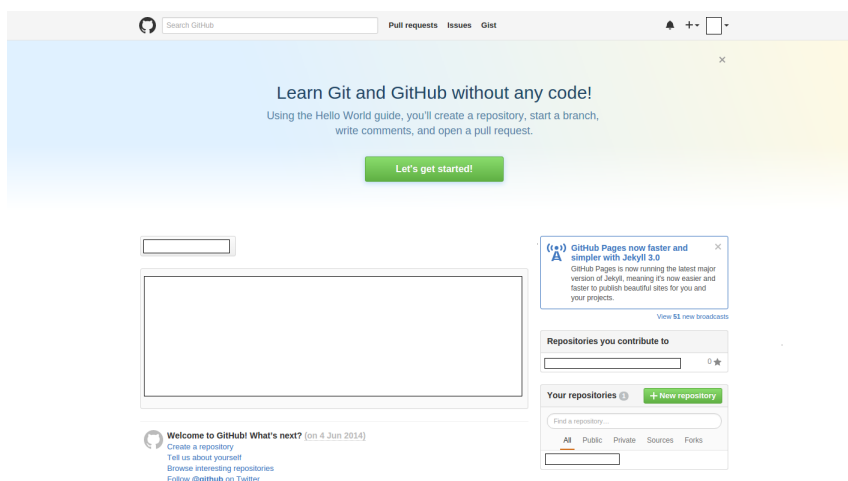 Search GitHub
Pull requests Issues Gist
Learn Git and GitHub without any code!
Using the Hello World guide, you'll create a repository, start a branch,
write comments, and open a pull request.
Let's get started!
GitHub Pages now faster and
simpler with Jekyll 3.0
GitHub Pages is now running the latest major
version of Jekyll, meaning it's now easier and
faster to publish beautiful sites for you and
your projects.
View 51 new broadcasts
Repositories you contribute to
0
Your repositories 1
New repository
Find a repository...
All Public Private Sources Forks
Welcome to GitHub! What's next? (on 4 Jun 2014)
Create a repository
Tell us about yourself
Browse interesting repositories
Follow @github on Twitter